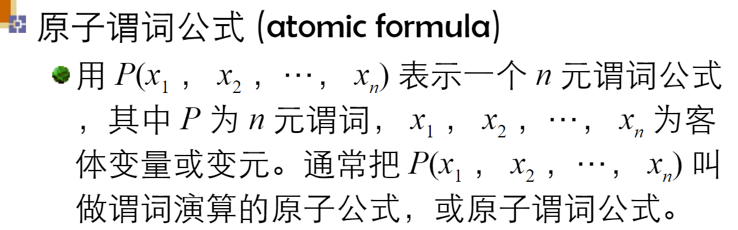 原子谓词公式 (atomic formula)
用 P(x₁ ， x₂ ， …， xₙ) 表示一个 n 元谓词公式
，其中 P 为 n 元谓词， x₁ ， x₂ ， …， xₙ 为客
体变量或变元。通常把 P(x₁ ， x₂ ， …， xₙ) 叫
做谓词演算的原子公式，或原子谓词公式。